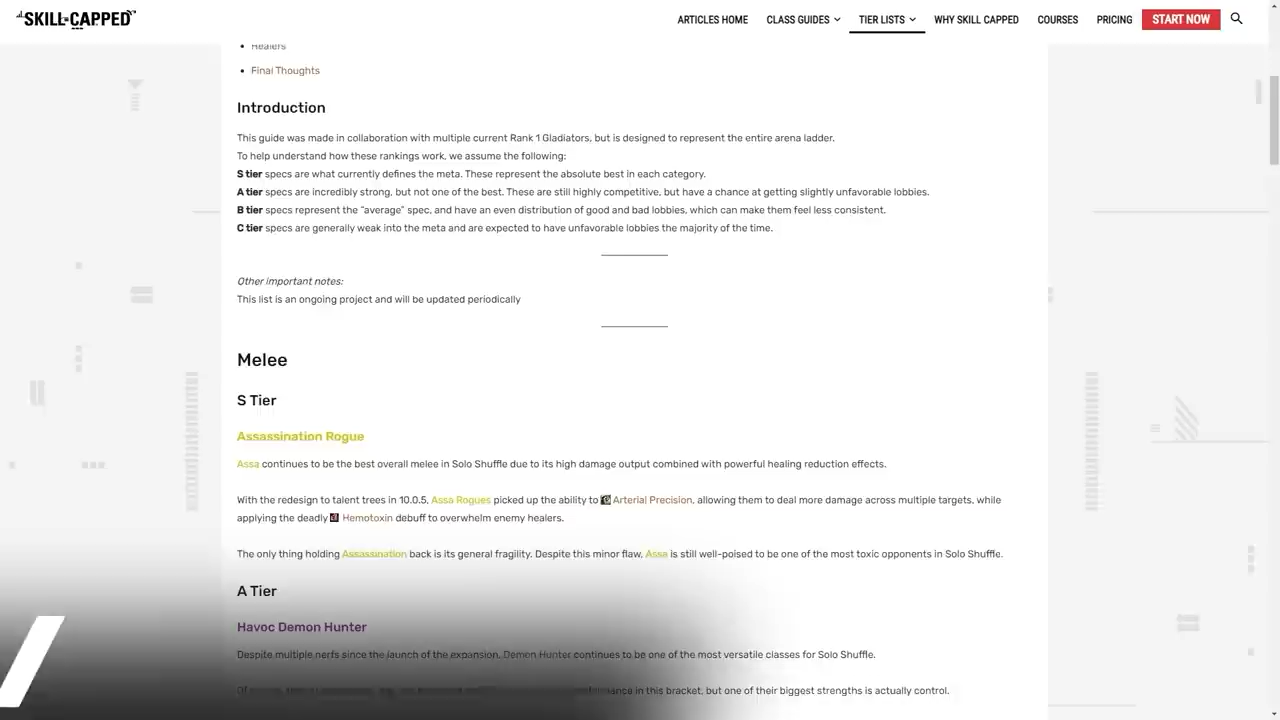 SKILL-CAPPED
ARTICLES HOME CLASS GUIDES TIER LISTS WHY SKILL CAPPED COURSES PRICING START NOW
Healers
Final Thoughts
Introduction
This guide was made in collaboration with multiple current Rank 1 Gladiators, but is designed to represent the entire arena ladder.
To help understand how these rankings work, we assume the following:
S tier specs are what currently defines the meta. These represent the absolute best in each category.
A tier specs are incredibly strong, but not one of the best. These are still highly competitive, but have a chance at getting slightly unfavorable lobbies.
B tier specs represent the "average" spec, and have an even distribution of good and bad lobbies, which can make them feel less consistent.
C tier specs are generally weak into the meta and are expected to have unfavorable lobbies the majority of the time.
Other important notes:
This list is an ongoing project and will be updated periodically
Melee
S Tier
Assassination Rogue
Assa continues to be the best overall melee in Solo Shuffle due to its high damage output combined with powerful healing reduction effects.
With the redesign to talent trees in 10.0.5, Assa Rogues picked up the ability to Arterial Precision, allowing them to deal more damage across multiple targets, while
applying the deadly Hemotoxin debuff to overwhelm enemy healers.
The only thing holding Assassination back is its general fragility. Despite this minor flaw, Assa is still well-poised to be one of the most toxic opponents in Solo Shuffle.
A Tier
Havoc Demon Hunter
Despite multiple nerfs since the launch of the expansion, Demon Hunter continues to be one of the most versatile classes for Solo Shuffle.
Of in this bracket, but one of their biggest strengths is actually control.